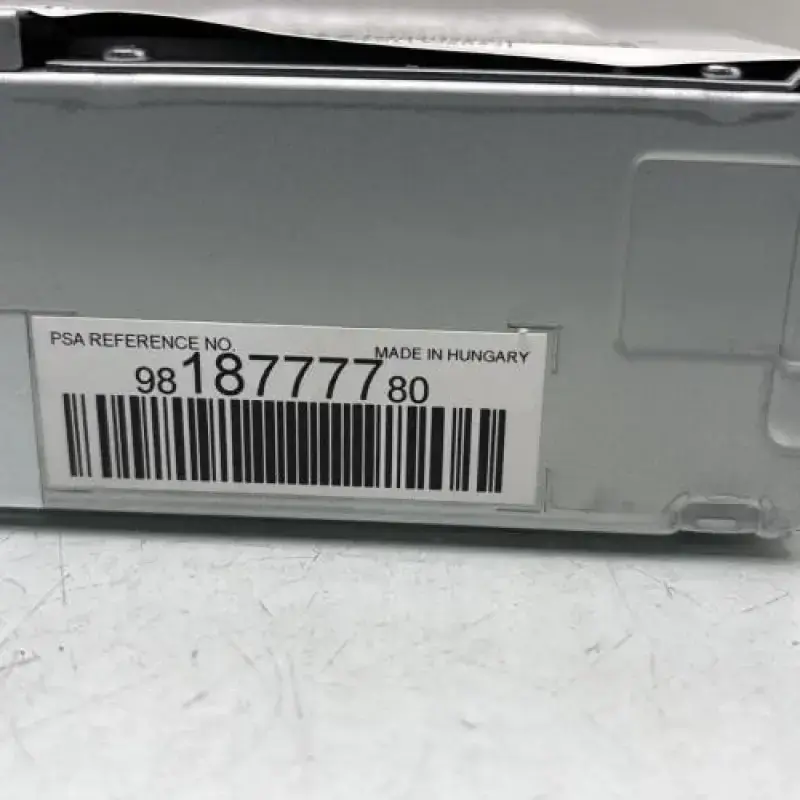 PSA REFERENCE NO.
MADE IN HUNGARY
9818777780